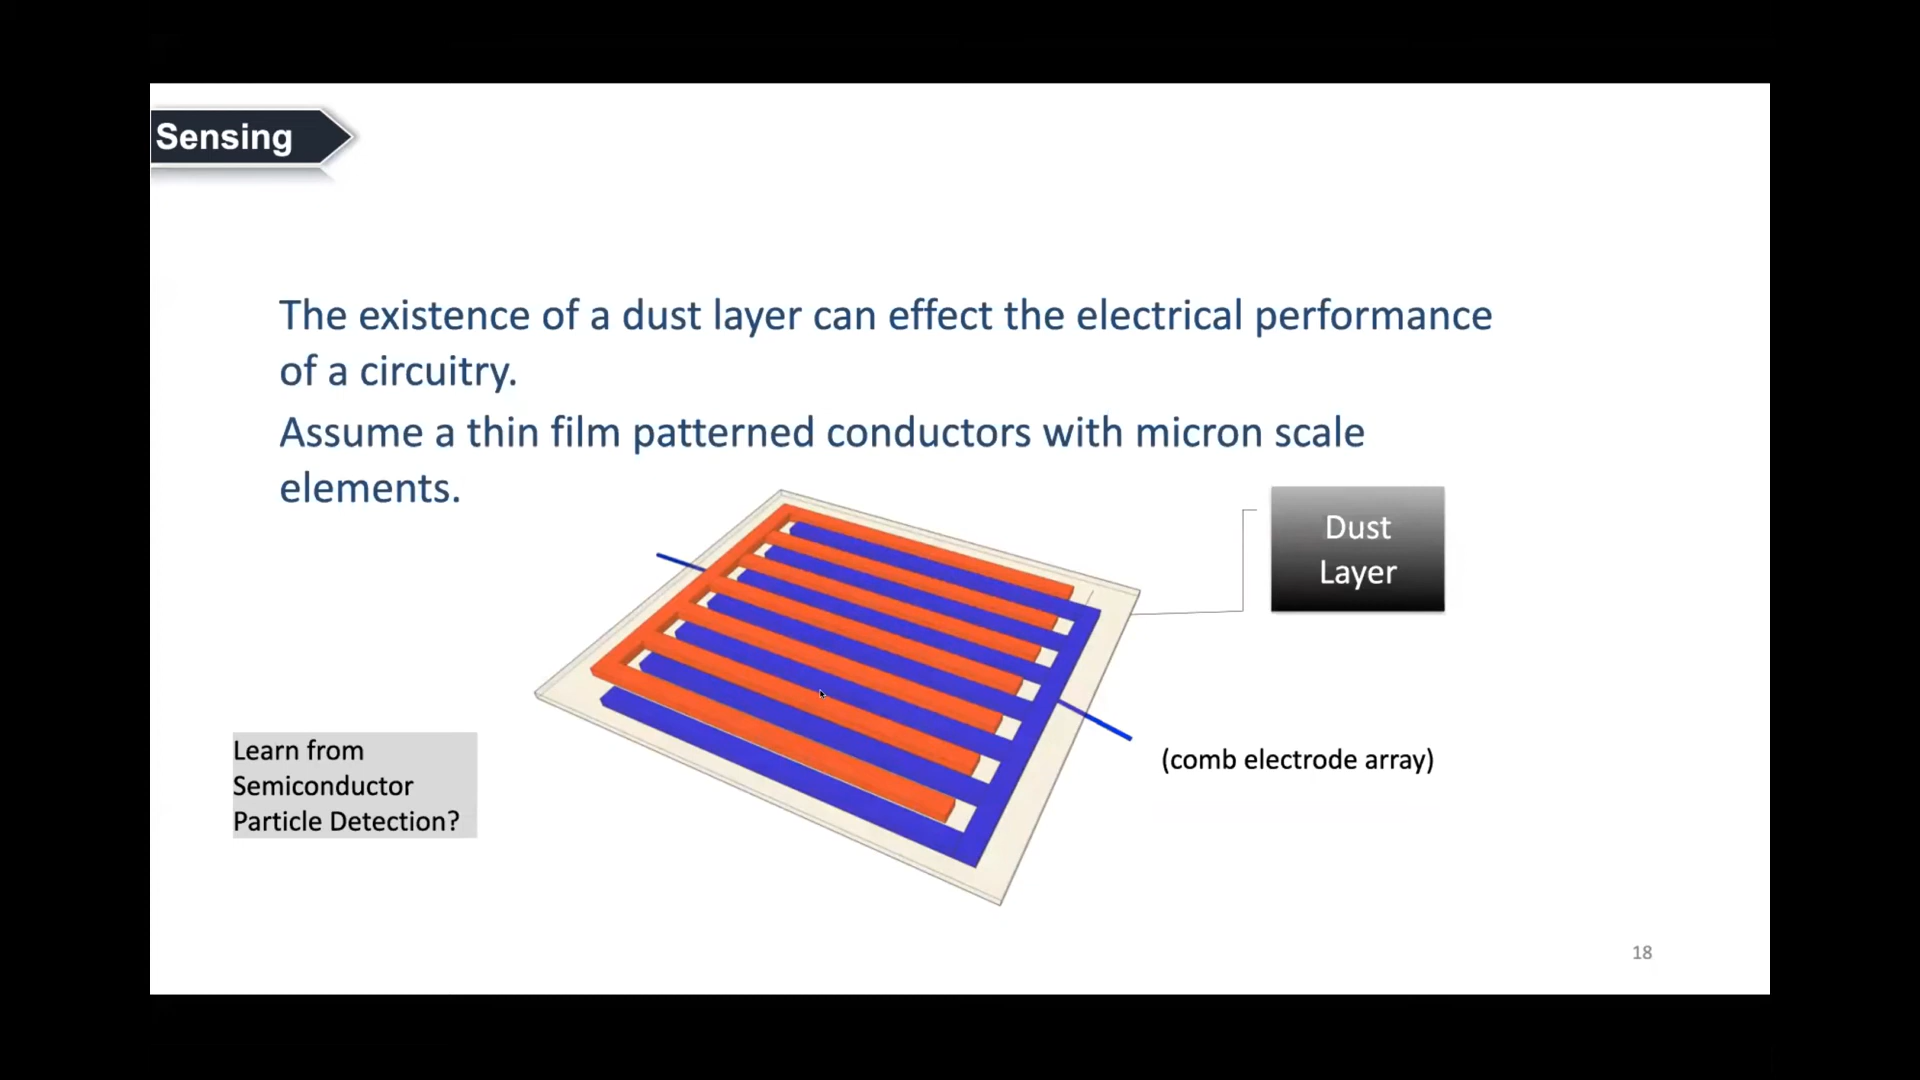 Sensing
The existence of a dust layer can effect the electrical performance
of a circuitry.
Assume a thin film patterned conductors with micron scale
elements.
Dust
Layer
Learn from
Semiconductor
Particle Detection?
(comb electrode array)
18